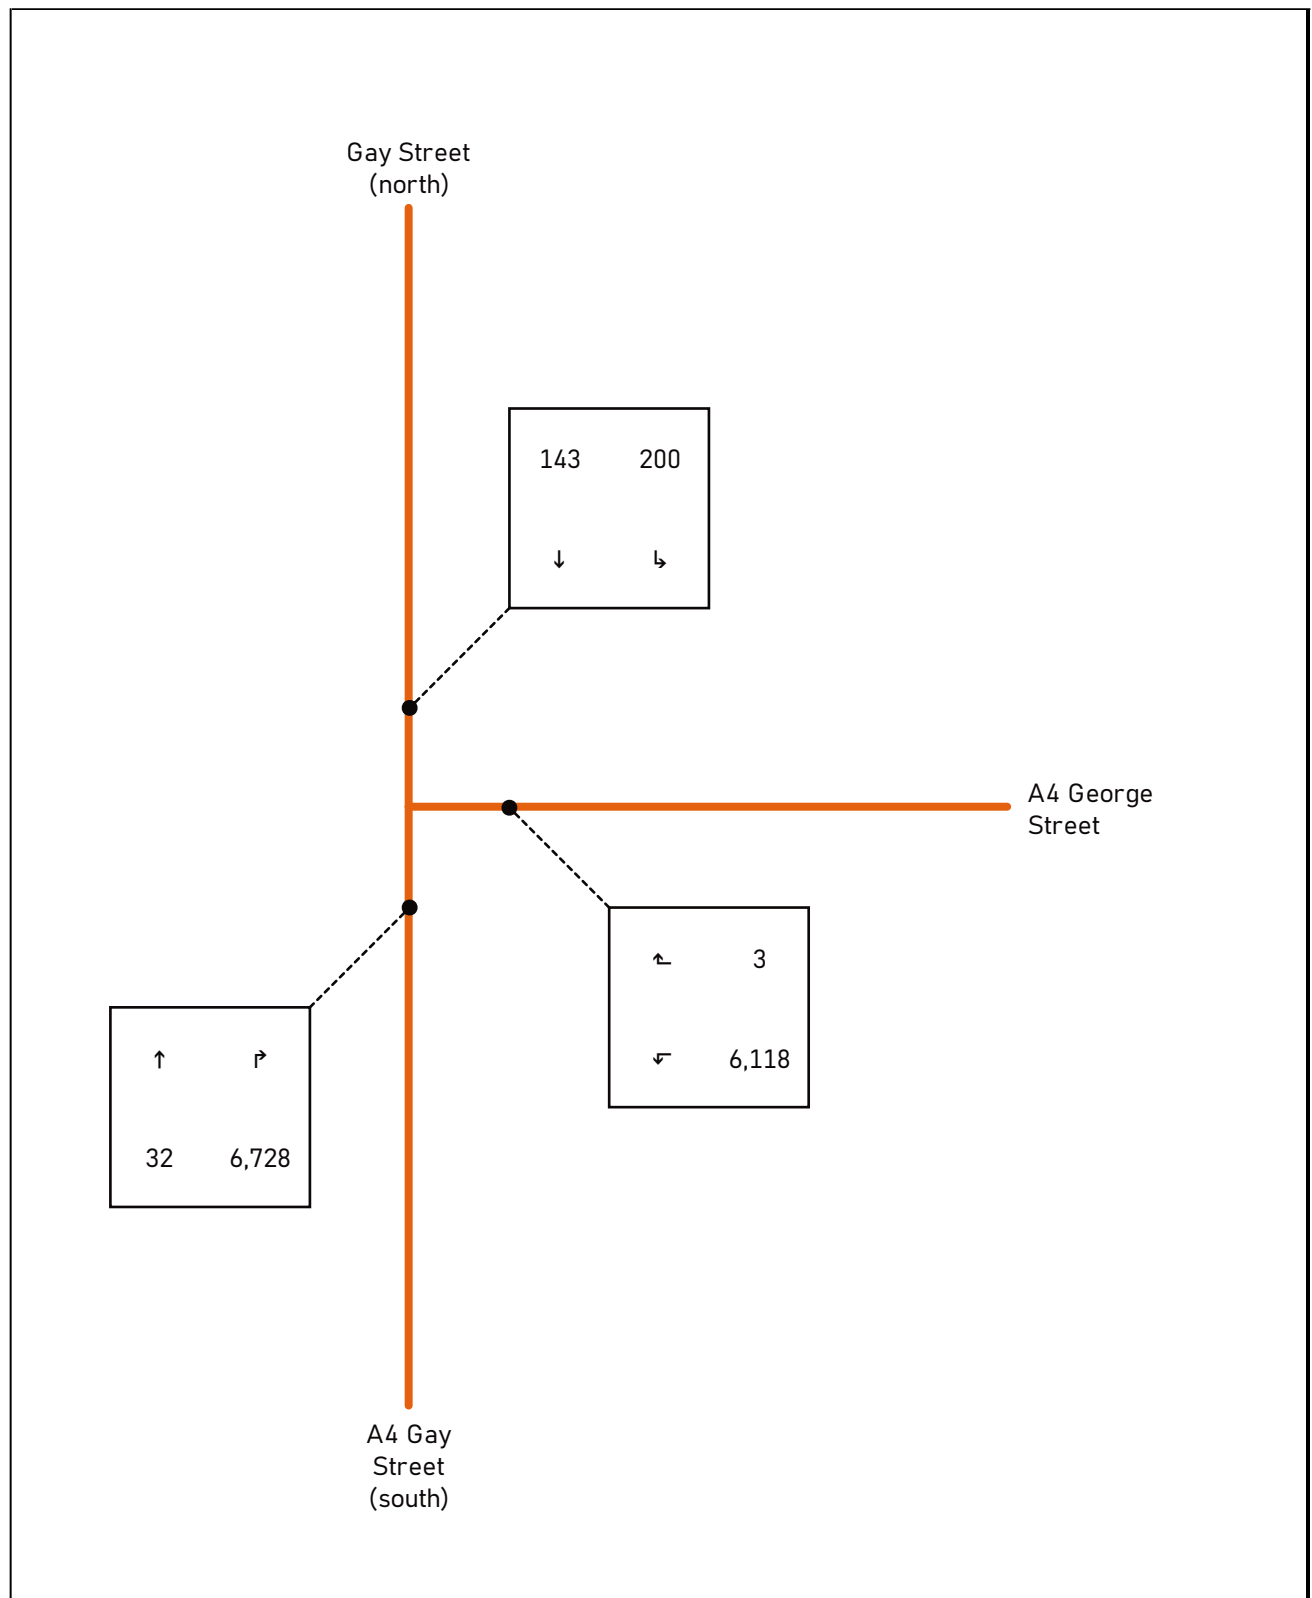 Gay Street
(north)
143 200
↓ ↳
A4 George
Street
⬑ 3
⬐ 6,118
↑ ↱
32 6,728
A4 Gay
Street
(south)